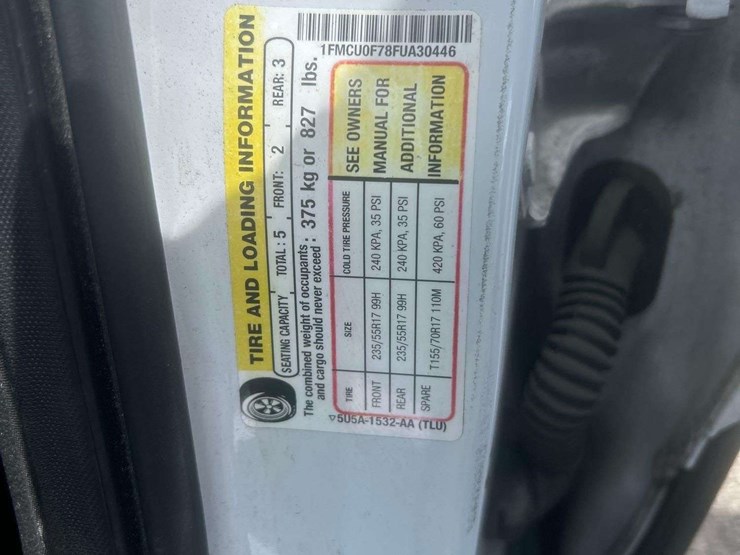 TIRE AND LOADING INFORMATION
SEATING CAPACITY TOTAL: 5 FRONT: 2 REAR: 3
The combined weight of occupants and cargo should never exceed: 375 kg or 827 lbs.
TIRE SIZE COLD TIRE PRESSURE
FRONT 235/55R17 99H 240 KPA, 35 PSI
REAR 235/55R17 99H 240 KPA, 35 PSI
SPARE T155/70R17 110M 420 KPA, 60 PSI
SEE OWNERS
MANUAL FOR
ADDITIONAL
INFORMATION
5U5A-1532-AA (TLU)
1FMCU0F78FUA30446